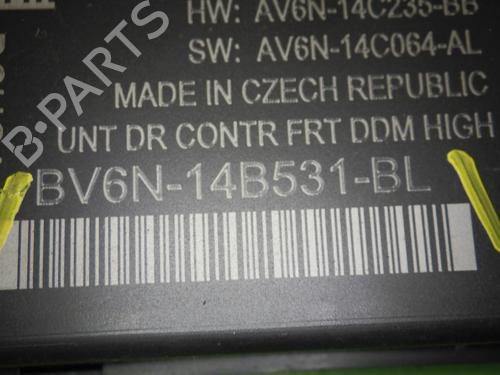 HW: AV6N-14C235-BB
SW: AV6N-14C064-AL
MADE IN CZECH REPUBLIC
UNT DR CONTR FRT DDM HIGH
BV6N-14B531-BL
B-PARTS